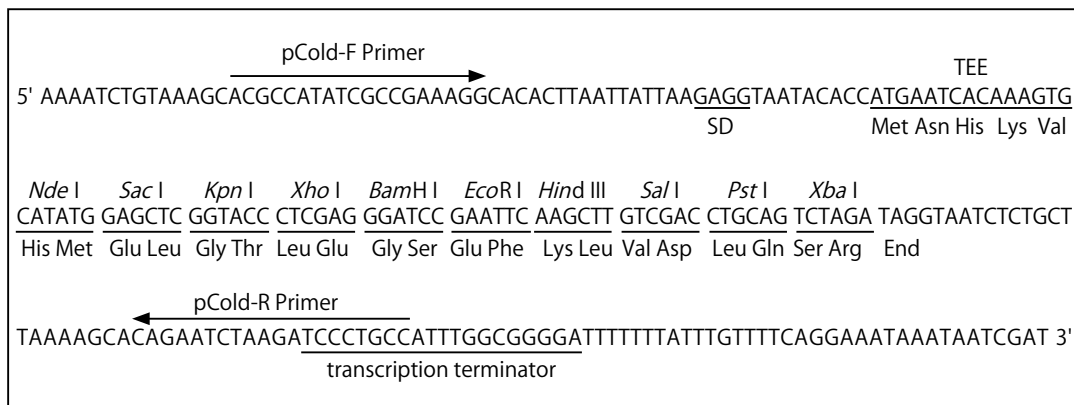 pCold-F Primer
TEE
5' AAAATCTGTAAAGCACGCCATATCGCCGAAAGGCACACTTAATTATTAAGAGGTAATACACCATGAATCACAAAGTG
SD Met Asn His Lys Val
Nde I Sac I Kpn I Xho I BamH I EcoR I Hind III Sal I Pst I Xba I
CATATG GAGCTC GGTACC CTCGAG GGATCC GAATTC AAGCTT GTCGAC CTGCAG TCTAGA TAGGTAATCTCTGCT
His Met Glu Leu Gly Thr Leu Glu Gly Ser Glu Phe Lys Leu Val Asp Leu Gln Ser Arg End
pCold-R Primer
TAAAAGCACAGAATCTAAGATCCCTGCCATTTGGCGGGGATTTTTTTATTTGTTTTCAGGAAATAAATAATCGAT 3'
transcription terminator